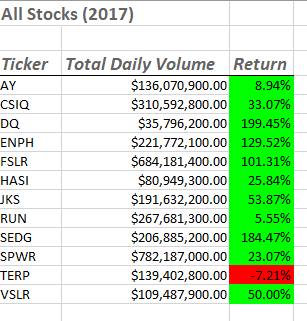 All Stocks (2017)
Ticker Total Daily Volume Return
AY $136,070,900.00 8.94%
CSIQ $310,592,800.00 33.07%
DQ $35,796,200.00 199.45%
ENPH $221,772,100.00 129.52%
FSLR $684,181,400.00 101.31%
HASI $80,949,300.00 25.84%
JKS $191,632,200.00 53.87%
RUN $267,681,300.00 5.55%
SEDG $206,885,200.00 184.47%
SPWR $782,187,000.00 23.07%
TERP $139,402,800.00 -7.21%
VSLR $109,487,900.00 50.00%